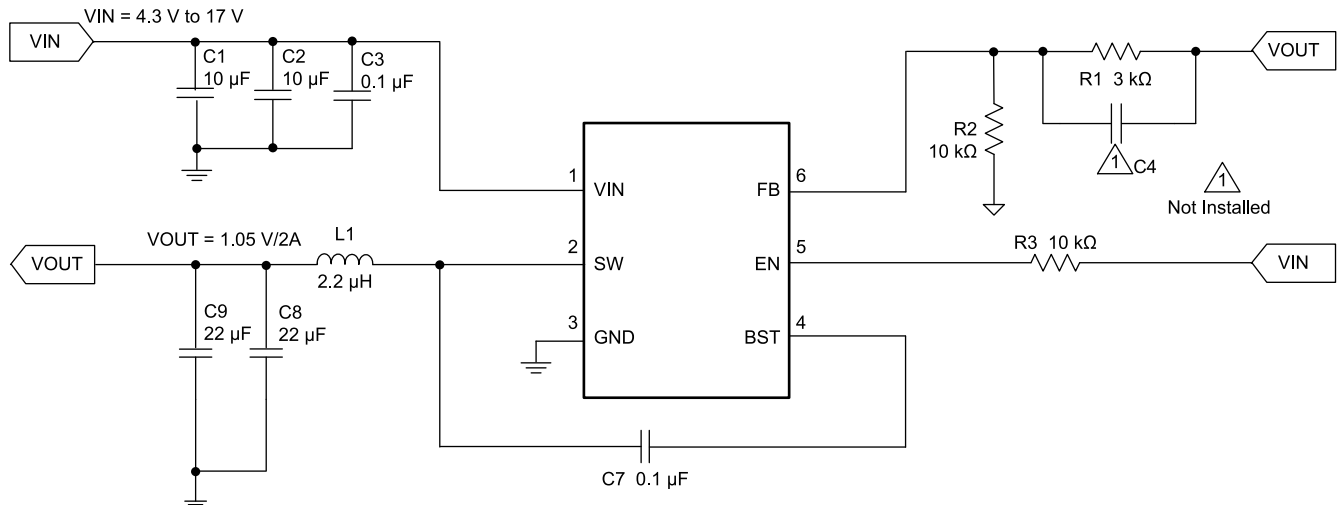 VIN = 4.3 V to 17 V
VIN
C1
10 µF
C2
10 µF
C3
0.1 µF
VOUT
R1 3 kΩ
R2
10 kΩ
1
C4
1
Not Installed
1
VIN
FB
6
VOUT = 1.05 V/2A
L1
VOUT
2.2 µH
2
SW
EN
5
R3 10 kΩ
VIN
C9
22 µF
C8
22 µF
3
GND
BST
4
C7 0.1 µF